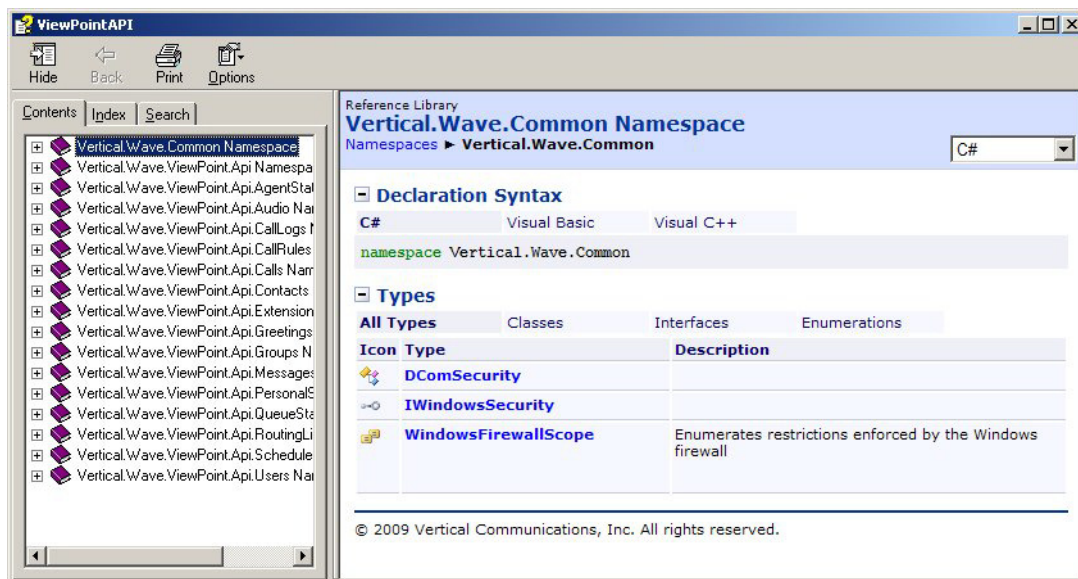 ViewPointAPI
Hide Back Print Options
Contents Index Search
Vertical.Wave.Common Namespace
Vertical.Wave.ViewPoint.Api Namespa
Vertical.Wave.ViewPoint.Api.AgentStat
Vertical.Wave.ViewPoint.Api.Audio Nar
Vertical.Wave.ViewPoint.Api.CallLogs N
Vertical.Wave.ViewPoint.Api.CallRules
Vertical.Wave.ViewPoint.Api.Calls Nam
Vertical.Wave.ViewPoint.Api.Contacts
Vertical.Wave.ViewPoint.Api.Extension
Vertical.Wave.ViewPoint.Api.Greetings
Vertical.Wave.ViewPoint.Api.Groups N
Vertical.Wave.ViewPoint.Api.Messages
Vertical.Wave.ViewPoint.Api.PersonalS
Vertical.Wave.ViewPoint.Api.QueueSta
Vertical.Wave.ViewPoint.Api.RoutingLi
Vertical.Wave.ViewPoint.Api.Schedule
Vertical.Wave.ViewPoint.Api.Users Nar
Reference Library
Vertical.Wave.Common Namespace
Namespaces ► Vertical.Wave.Common
C#
Declaration Syntax
C# Visual Basic Visual C++
namespace Vertical.Wave.Common
Types
All Types Classes Interfaces Enumerations
Icon Type Description
DComSecurity
IWindowsSecurity
WindowsFirewallScope Enumerates restrictions enforced by the Windows
firewall
© 2009 Vertical Communications, Inc. All rights reserved.